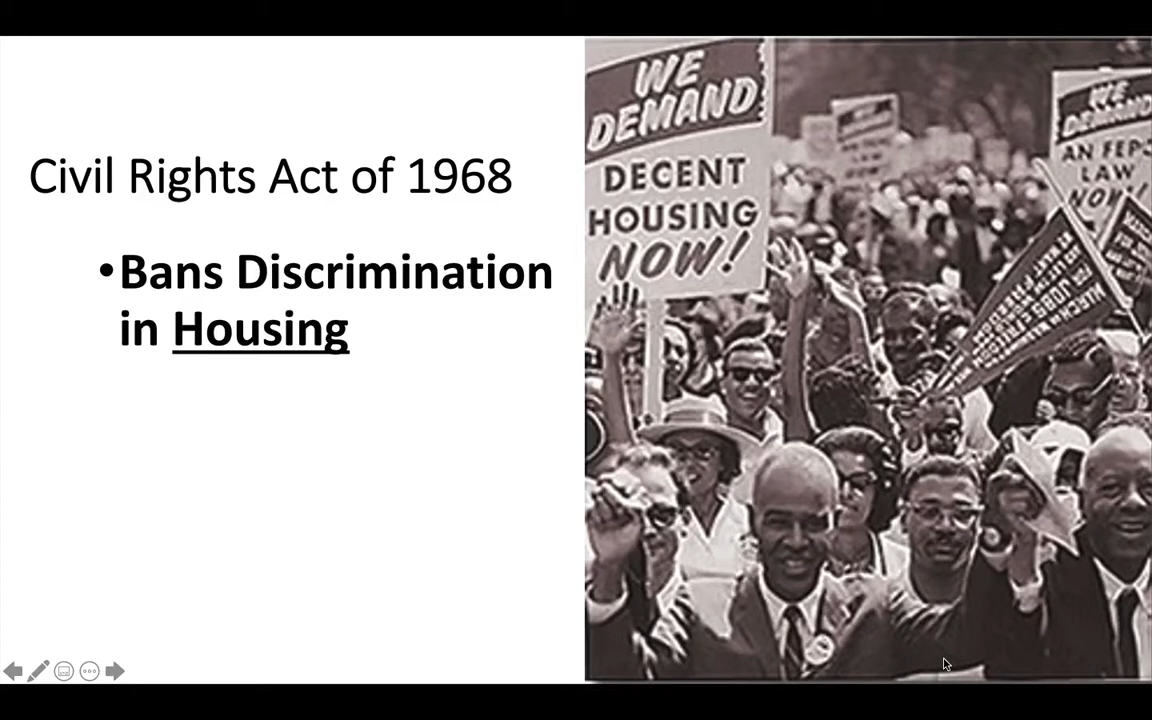 Civil Rights Act of 1968
•Bans Discrimination
in Housing
WE
DEMAND
DECENT
HOUSING
NOW!
WE
DEMAND
AN FEPC
LAW
NOW!